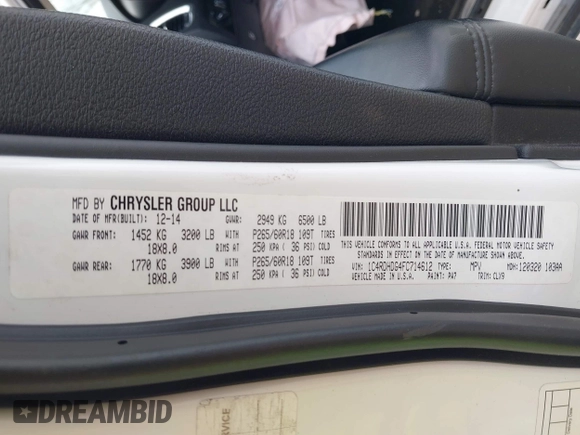 MFD BY CHRYSLER GROUP LLC
DATE OF MFR(BUILT): 12-14 GVWR: 2949 KG 6500 LB
GAWR FRONT: 1452 KG 3200 LB WITH P265/60R18 109T TIRES
18X8.0 RIMS AT 250 KPA ( 36 PSI) COLD
GAWR REAR: 1770 KG 3900 LB WITH P265/60R18 109T TIRES
18X8.0 RIMS AT 250 KPA ( 36 PSI) COLD
THIS VEHICLE CONFORMS TO ALL APPLICABLE U.S.A. FEDERAL MOTOR VEHICLE SAFETY
STANDARDS IN EFFECT ON THE DATE OF MANUFACTURE SHOWN ABOVE.
VIN: 1C4RDHDG4FC714612 TYPE: MPV MDH: 120320 103AA
VEHICLE MADE IN U.S.A. PAINT: PW7 TRIM: CLV9
DREAMBID
RVICE